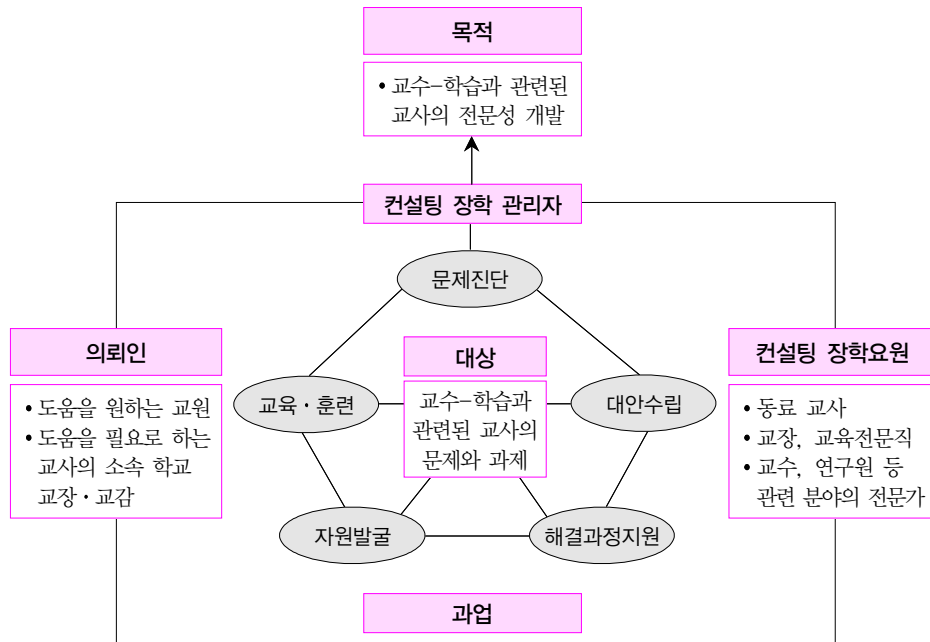 목적
• 교수-학습과 관련된
교사의 전문성 개발
컨설팅 장학 관리자
문제진단
의뢰인
• 도움을 원하는 교원
• 도움을 필요로 하는
교사의 소속 학교
교장·교감
교육·훈련
대상
교수-학습과
관련된 교사의
문제와 과제
대안수립
컨설팅 장학요원
• 동료 교사
• 교장, 교육전문직
• 교수, 연구원 등
관련 분야의 전문가
자원발굴
해결과정지원
과업